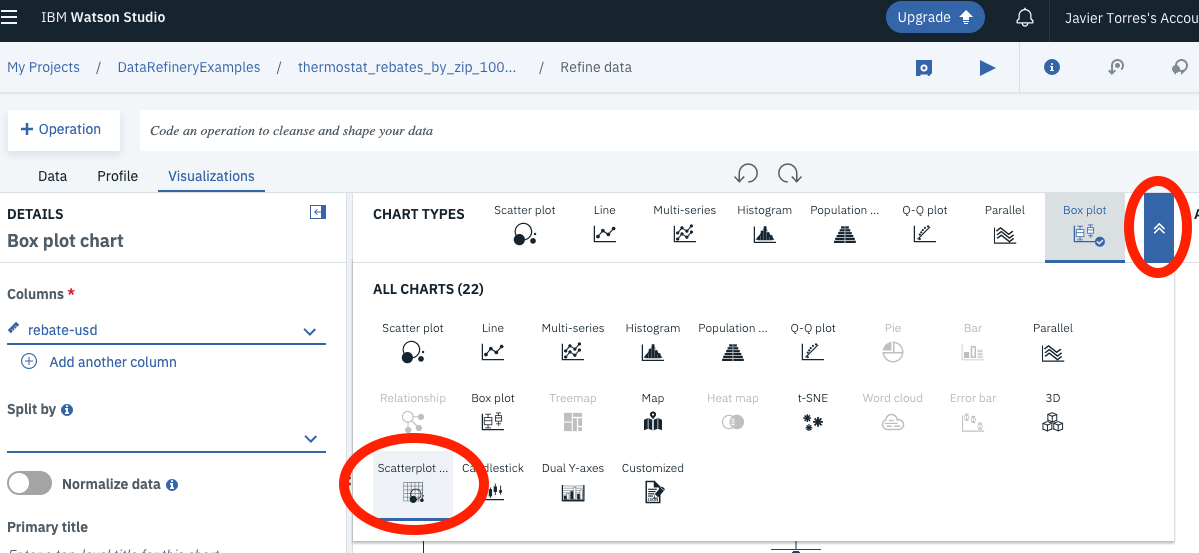 IBM Watson Studio
Upgrade
Javier Torres's Accou
My Projects / DataRefineryExamples / thermostat_rebates_by_zip_100... / Refine data
+ Operation
Code an operation to cleanse and shape your data
Data Profile Visualizations
DETAILS
Box plot chart
Columns *
rebate-usd
Add another column
Split by
Normalize data
Primary title
CHART TYPES
Scatter plot Line Multi-series Histogram Population ... Q-Q plot Parallel Box plot
ALL CHARTS (22)
Scatter plot Line Multi-series Histogram Population ... Q-Q plot Pie Bar Parallel
Relationship Box plot Treemap Map Heat map t-SNE Word cloud Error bar 3D
Scatterplot ... Dual Y-axes Customized